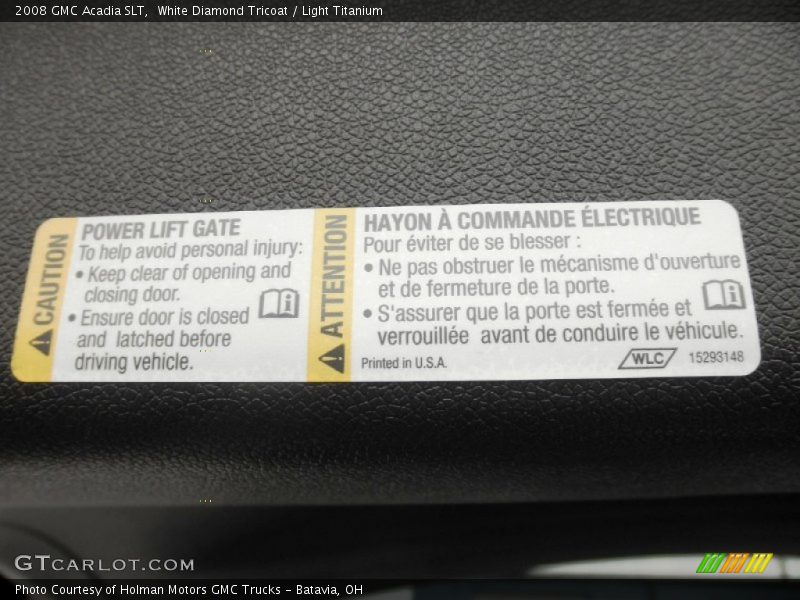 2008 GMC Acadia SLT,  White Diamond Tricoat / Light Titanium
CAUTION
POWER LIFT GATE
To help avoid personal injury:
• Keep clear of opening and
closing door.
• Ensure door is closed
and latched before
driving vehicle.
ATTENTION
HAYON À COMMANDE ÉLECTRIQUE
Pour éviter de se blesser :
• Ne pas obstruer le mécanisme d'ouverture
et de fermeture de la porte.
• S'assurer que la porte est fermée et
verrouillée avant de conduire le véhicule.
Printed in U.S.A.
WLC
15293148
GTCARLOT.COM
Photo Courtesy of Holman Motors GMC Trucks - Batavia, OH